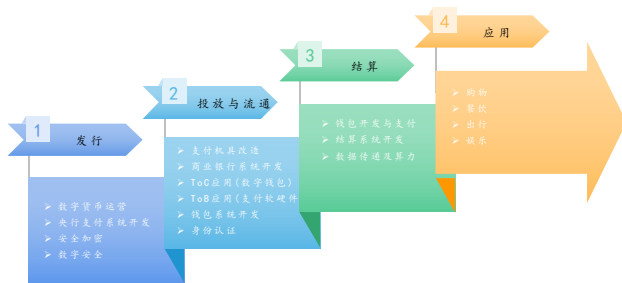 1
发行
数字货币运营
央行支付系统开发
安全加密
数字安全
2
投放与流通
支付机具改造
商业银行系统开发
ToC应用(数字钱包)
ToB应用(支付软硬件
钱包系统开发
身份认证
3
结算
钱包开发与支付
结算系统开发
数据传递及算力
4
应用
购物
餐饮
出行
娱乐